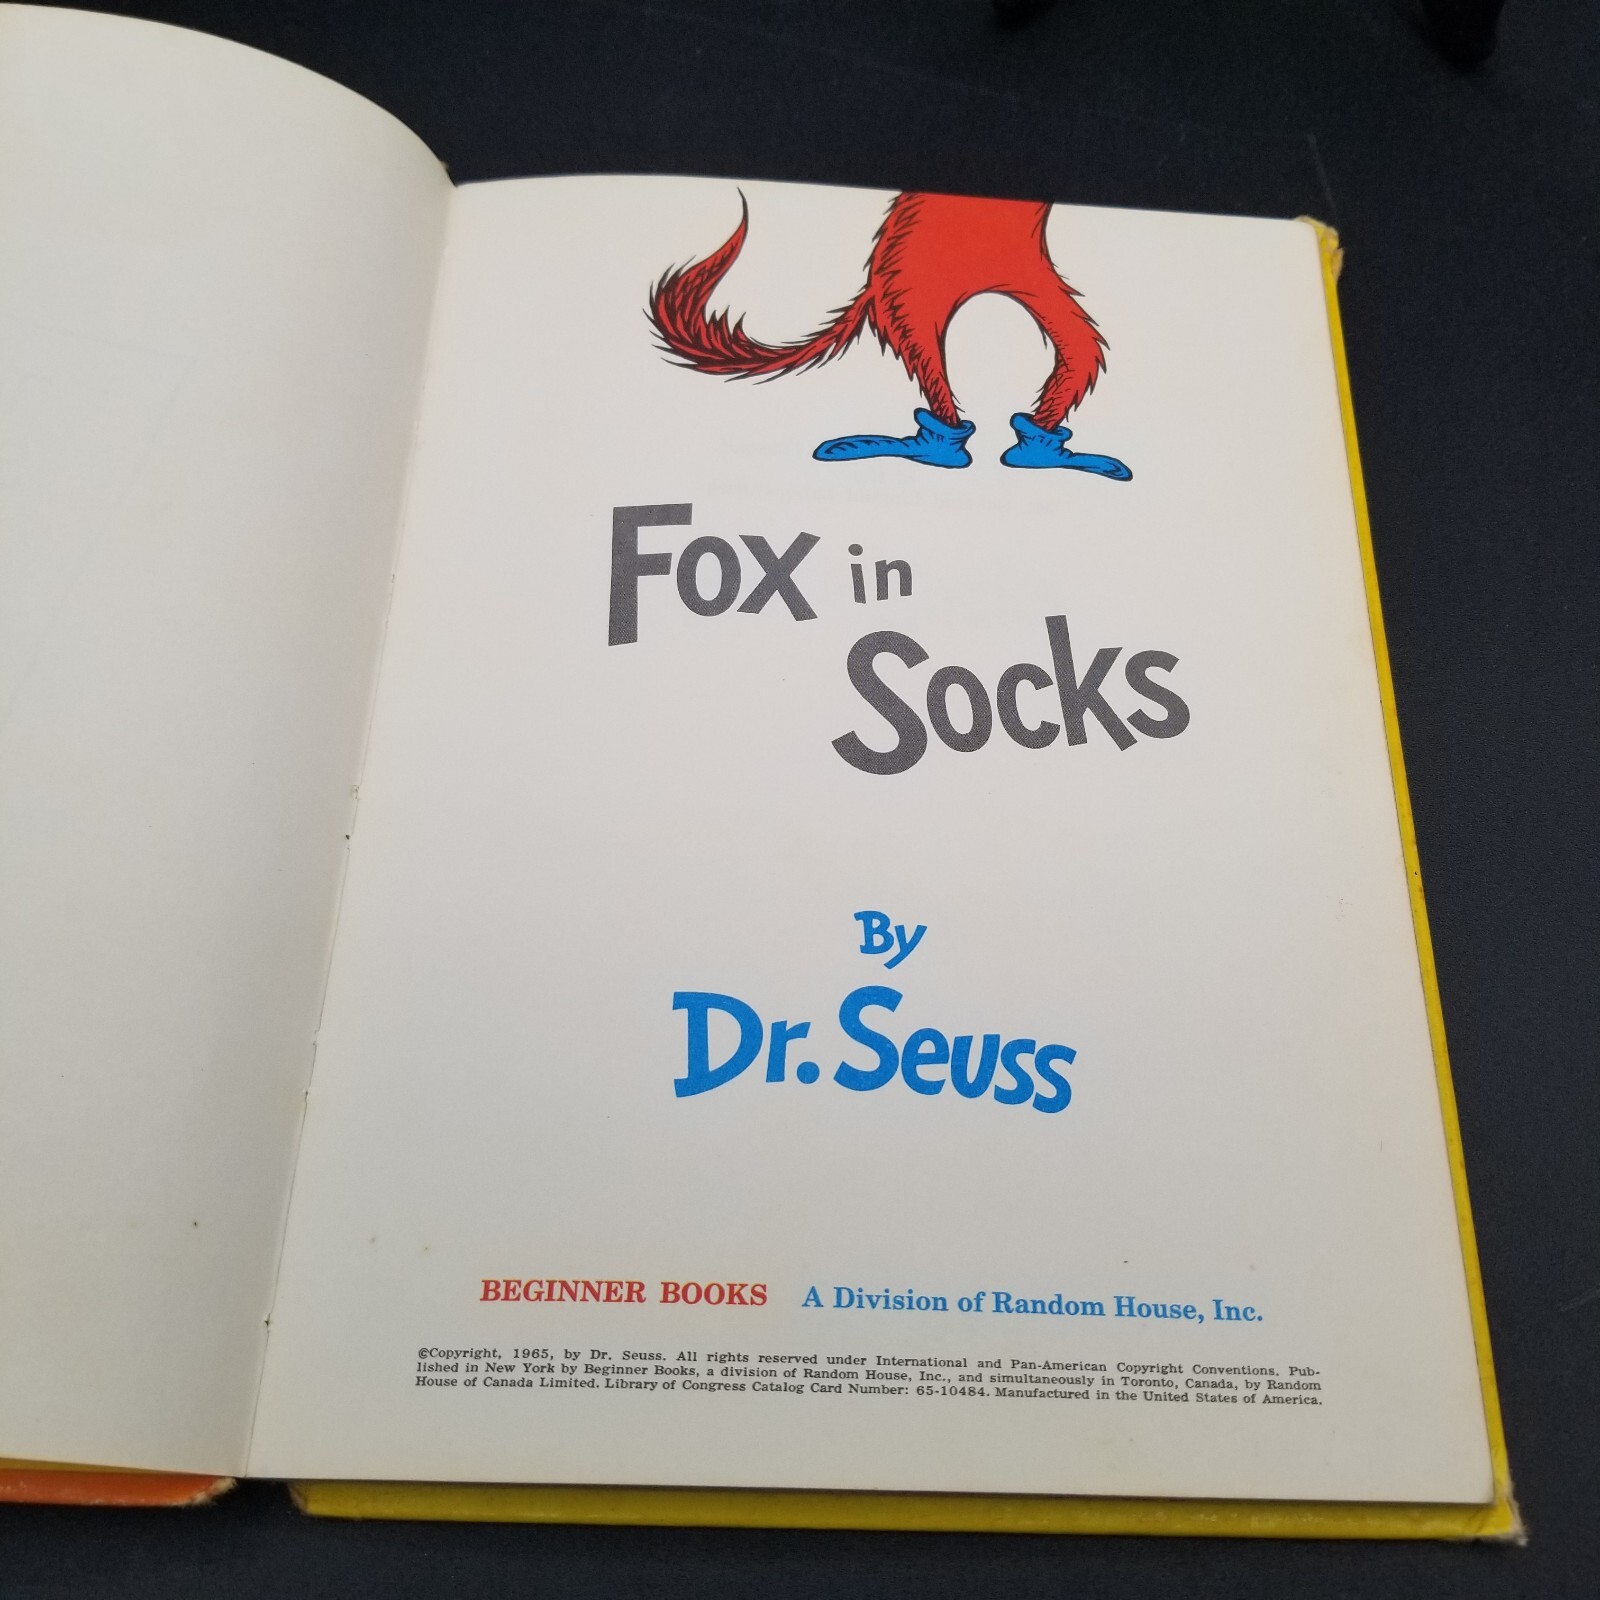 Fox in
Socks
By
Dr. Seuss
BEGINNER BOOKS A Division of Random House, Inc.
©Copyright, 1965, by Dr. Seuss. All rights reserved under International and Pan-American Copyright Conventions. Pub-
lished in New York by Beginner Books, a division of Random House, Inc., and simultaneously in Toronto, Canada, by Random
House of Canada Limited. Library of Congress Catalog Card Number: 65-10484. Manufactured in the United States of America.